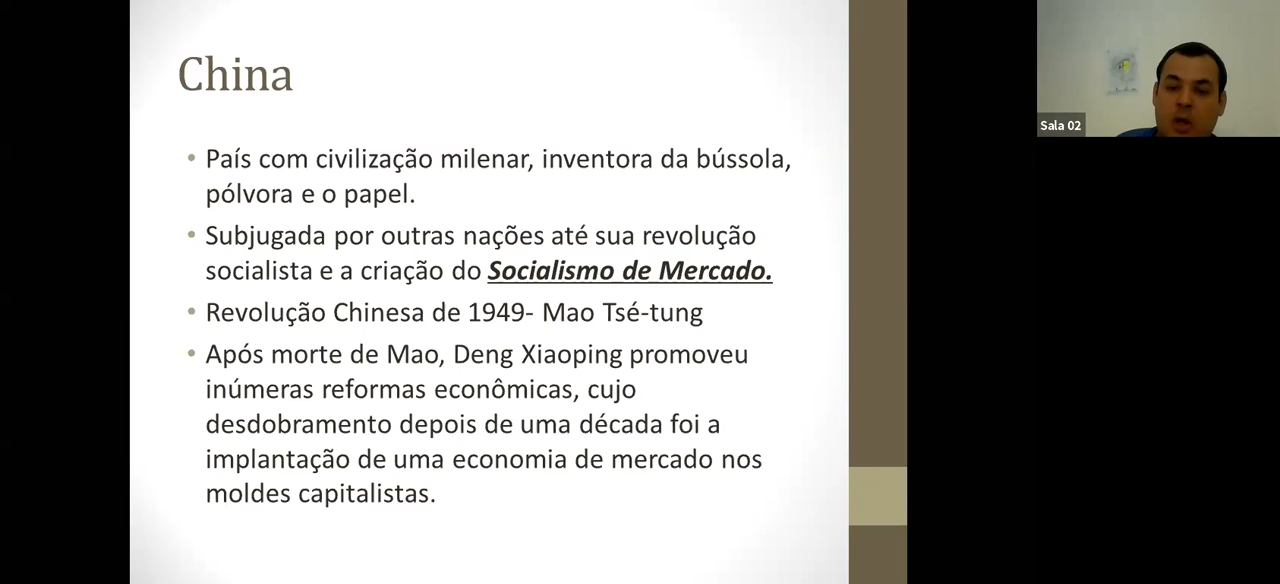 China
• País com civilização milenar, inventora da bússola,
pólvora e o papel.
• Subjugada por outras nações até sua revolução
socialista e a criação do Socialismo de Mercado.
• Revolução Chinesa de 1949- Mao Tsé-tung
• Após morte de Mao, Deng Xiaoping promoveu
inúmeras reformas econômicas, cujo
desdobramento depois de uma década foi a
implantação de uma economia de mercado nos
moldes capitalistas.
Sala 02